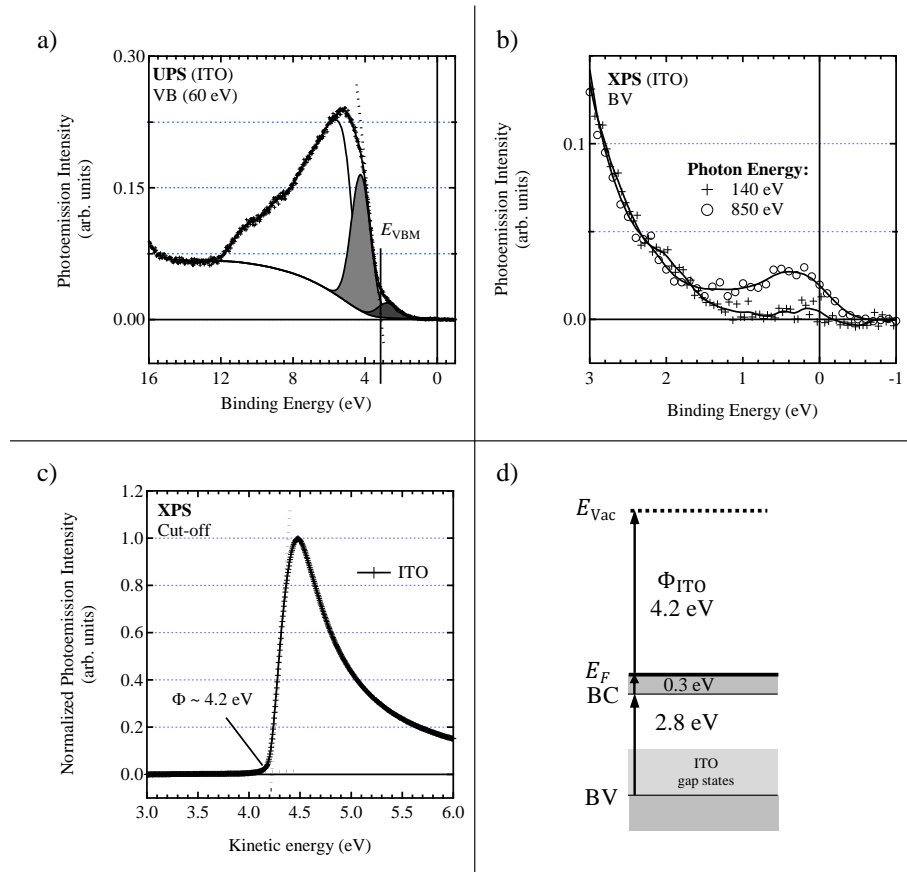 a)
UPS (ITO)
VB (60 eV)
0.30
0.15
0.00
Photoemission Intensity
(arb. units)
E_VBM
16 12 8 4 0
Binding Energy (eV)
b)
XPS (ITO)
BV
0.1
0.0
Photoemission Intensity
(arb. units)
Photon Energy:
140 eV
850 eV
3 2 1 0 -1
Binding Energy (eV)
c)
XPS
Cut-off
1.2
1.0
0.8
0.6
0.4
0.2
0.0
Normalized Photoemission Intensity
(arb. units)
ITO
Φ ~ 4.2 eV
3.0 3.5 4.0 4.5 5.0 5.5 6.0
Kinetic energy (eV)
d)
E_Vac
Φ_ITO
4.2 eV
E_F
0.3 eV
BC
2.8 eV
ITO
gap states
BV